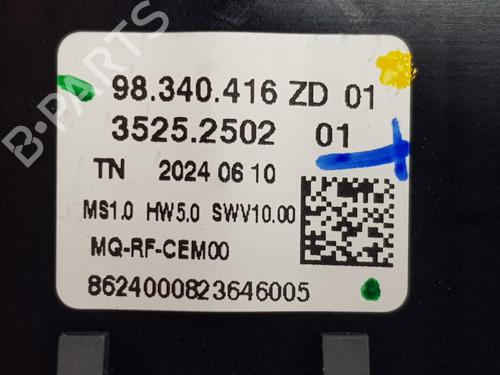 98.340.416 ZD 01
3525.2502 01
TN 2024 06 10
MS1.0 HW5.0 SWV10.00
MQ-RF-CEM00
8624000823646005
B-PARTS